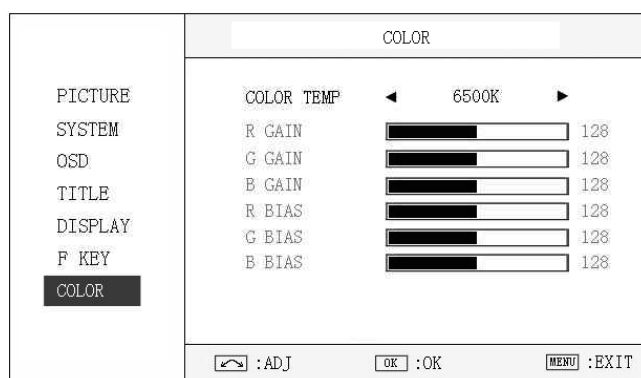 COLOR
PICTURE
SYSTEM
OSD
TITLE
DISPLAY
F KEY
COLOR
COLOR TEMP ◄ 6500K ►
R GAIN 128
G GAIN 128
B GAIN 128
R BIAS 128
G BIAS 128
B BIAS 128
:ADJ OK :OK MENU :EXIT